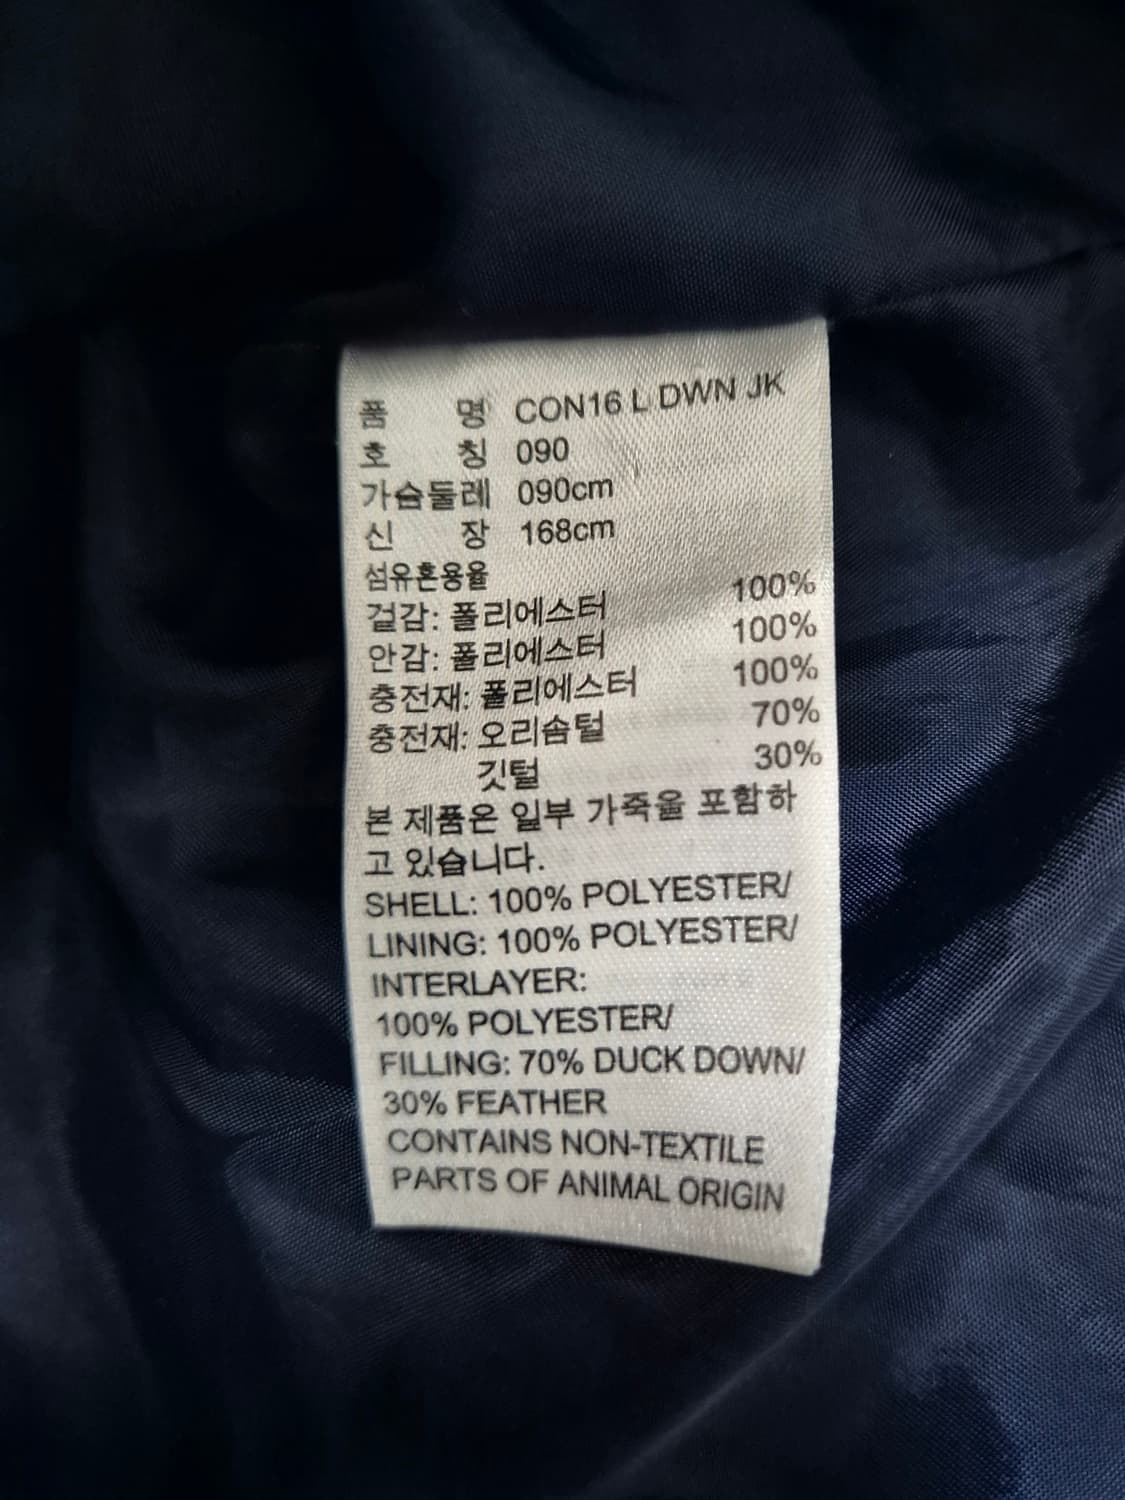 품 명 CON16 L DWN JK
호 칭 090
가슴둘레 090cm
신 장 168cm
섬유혼용율
겉감: 폴리에스터 100%
안감: 폴리에스터 100%
충전재: 폴리에스터 100%
충전재: 오리솜털 70%
깃털 30%
본 제품은 일부 가죽을 포함하
고 있습니다.
SHELL: 100% POLYESTER/
LINING: 100% POLYESTER/
INTERLAYER:
100% POLYESTER/
FILLING: 70% DUCK DOWN/
30% FEATHER
CONTAINS NON-TEXTILE
PARTS OF ANIMAL ORIGIN